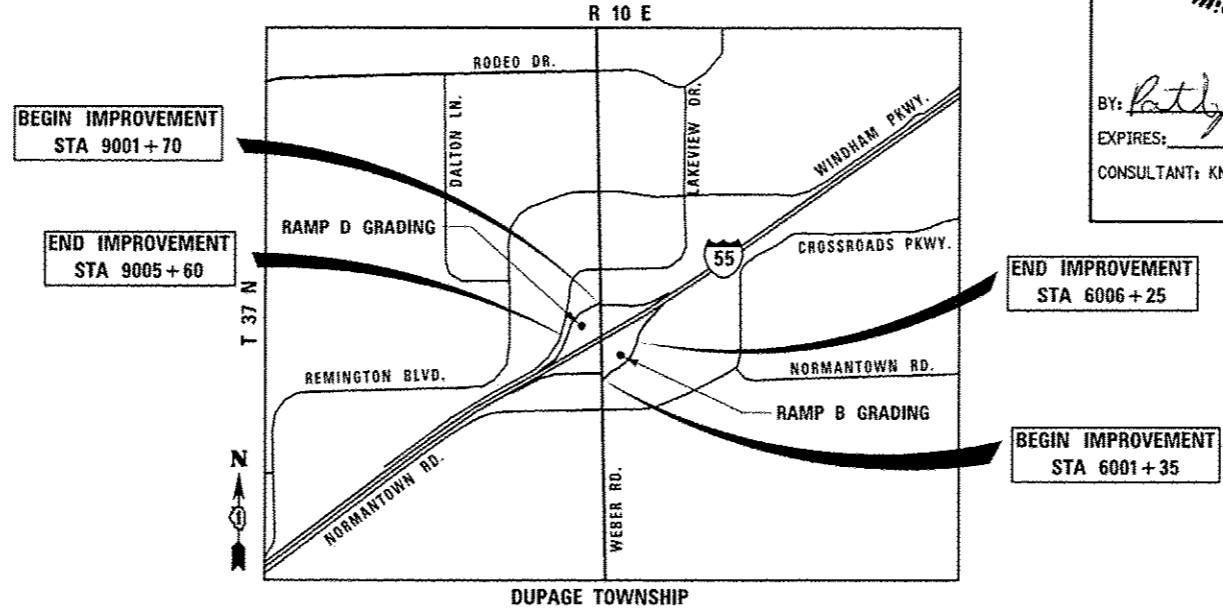 R 10 E
RODEO DR.
BEGIN IMPROVEMENT
STA 9001+70
DALTON LN.
LAKEVIEW DR.
WINDHAM PKWY.
BY:
EXPIRES:
CONSULTANT: KN
RAMP D GRADING
END IMPROVEMENT
STA 9005+60
55
CROSSROADS PKWY.
END IMPROVEMENT
STA 6006+25
T 37 N
REMINGTON BLVD.
NORMANTOWN RD.
RAMP B GRADING
BEGIN IMPROVEMENT
STA 6001+35
N
NORMANTOWN RD.
WEBER RD.
DUPAGE TOWNSHIP